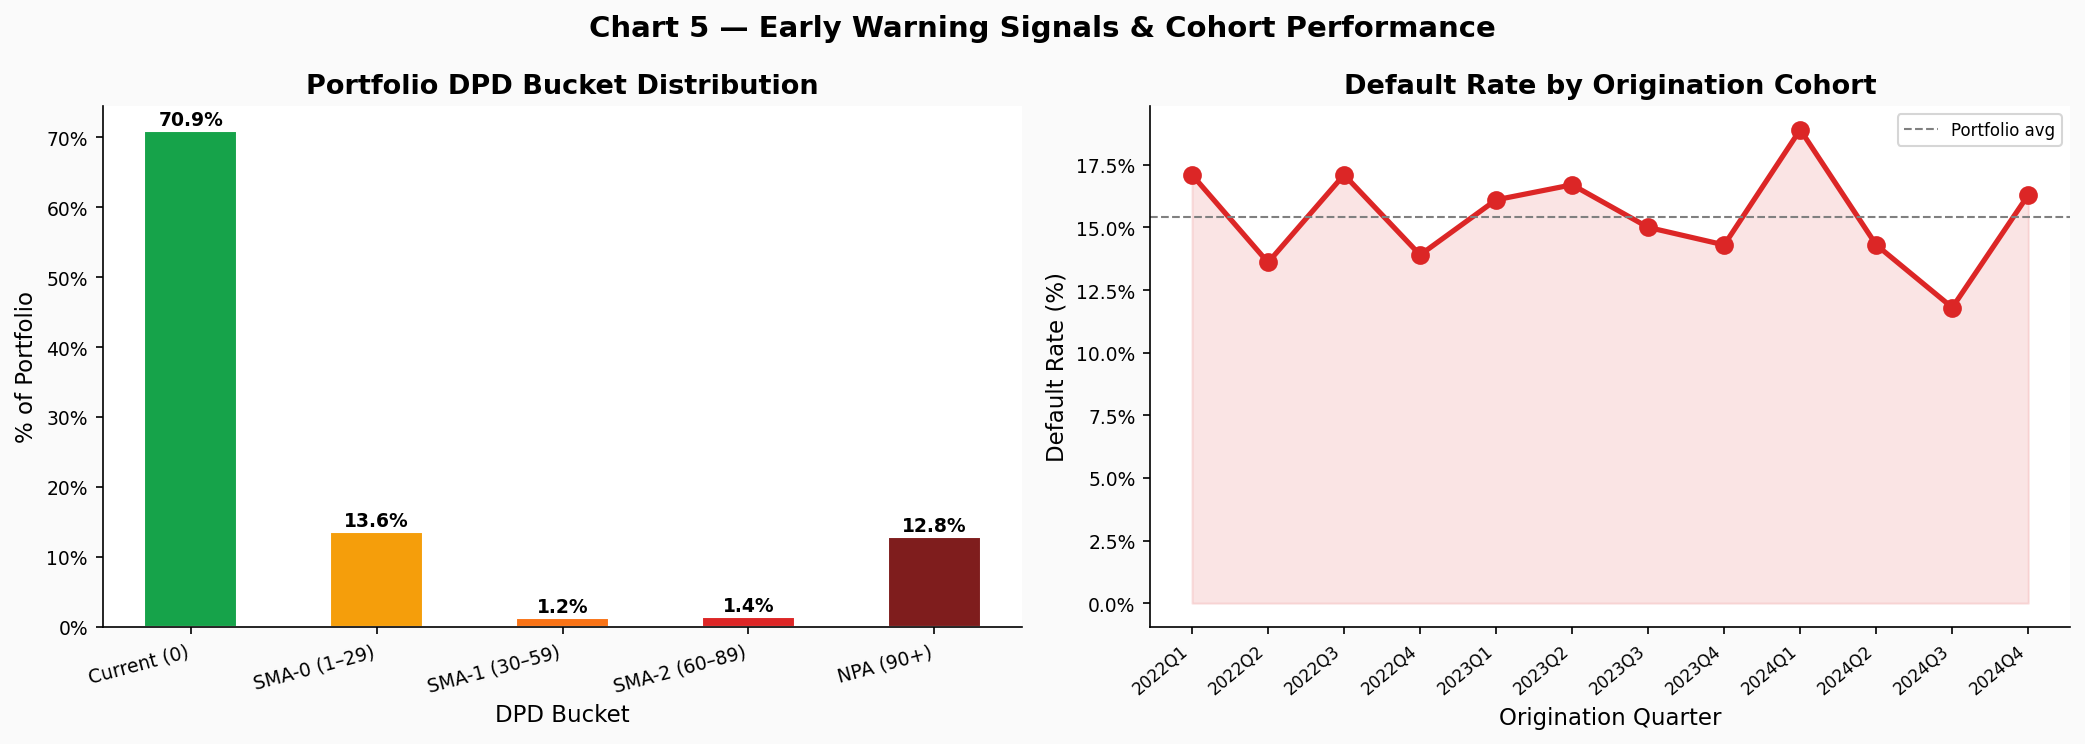 Chart 5 — Early Warning Signals & Cohort Performance
Portfolio DPD Bucket Distribution
% of Portfolio
70%
60%
50%
40%
30%
20%
10%
0%
70.9%
13.6%
1.2%
1.4%
12.8%
Current (0)
SMA-0 (1–29)
SMA-1 (30–59)
SMA-2 (60–89)
NPA (90+)
DPD Bucket
Default Rate by Origination Cohort
Portfolio avg
Default Rate (%)
17.5%
15.0%
12.5%
10.0%
7.5%
5.0%
2.5%
0.0%
2022Q1
2022Q2
2022Q3
2022Q4
2023Q1
2023Q2
2023Q3
2023Q4
2024Q1
2024Q2
2024Q3
2024Q4
Origination Quarter